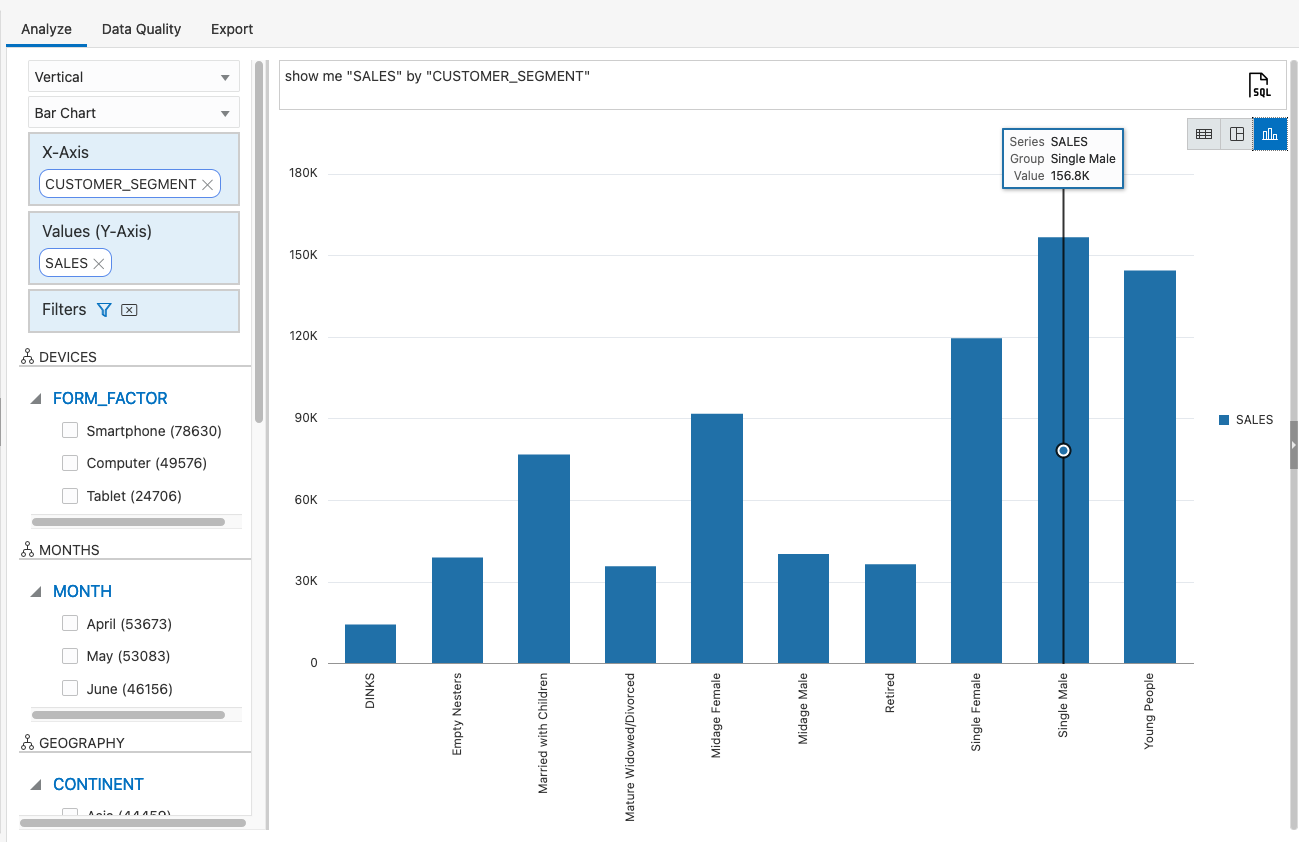 Analyze
Data Quality
Export
Vertical
Bar Chart
X-Axis
CUSTOMER_SEGMENT
Values (Y-Axis)
SALES
Filters
DEVICES
FORM_FACTOR
Smartphone (78630)
Computer (49576)
Tablet (24706)
MONTHS
MONTH
April (53673)
May (53083)
June (46156)
GEOGRAPHY
CONTINENT
Asia (44459)
show me "SALES" by "CUSTOMER_SEGMENT"
SQL
Series SALES
Group Single Male
Value 156.8K
180K
150K
120K
90K
60K
30K
0
DINKS
Empty Nesters
Married with Children
Mature Widowed/Divorced
Midage Female
Midage Male
Retired
Single Female
Single Male
Young People
SALES